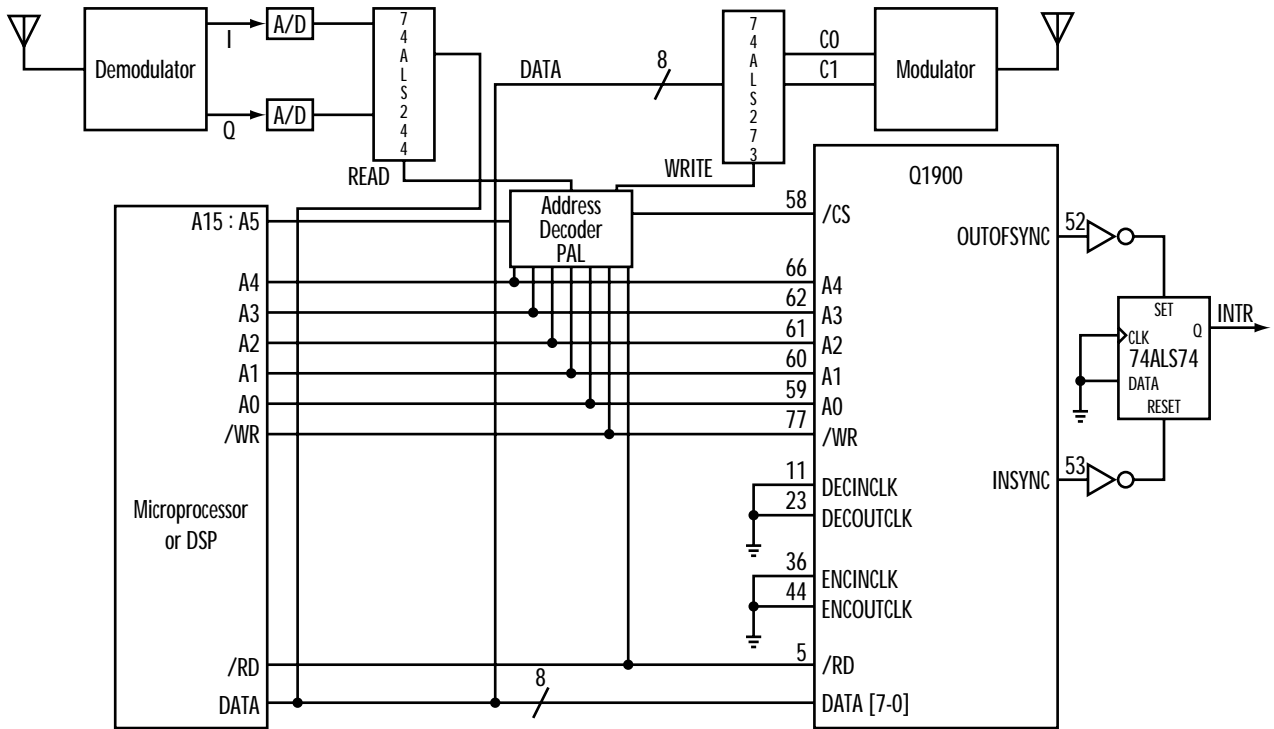 Demodulator
I
Q
A/D
A/D
74ALS244
READ
DATA
8
74ALS273
WRITE
C0
C1
Modulator
Address
Decoder
PAL
Microprocessor
or DSP
A15 : A5
A4
A3
A2
A1
A0
/WR
/RD
DATA
8
Q1900
58
/CS
66
A4
62
A3
61
A2
60
A1
59
A0
77
/WR
11
DECINCLK
23
DECOUTCLK
36
ENCINCLK
44
ENCOUTCLK
5
/RD
DATA [7-0]
OUTOFSYNC
52
INSYNC
53
SET
CLK
Q
74ALS74
DATA
RESET
INTR